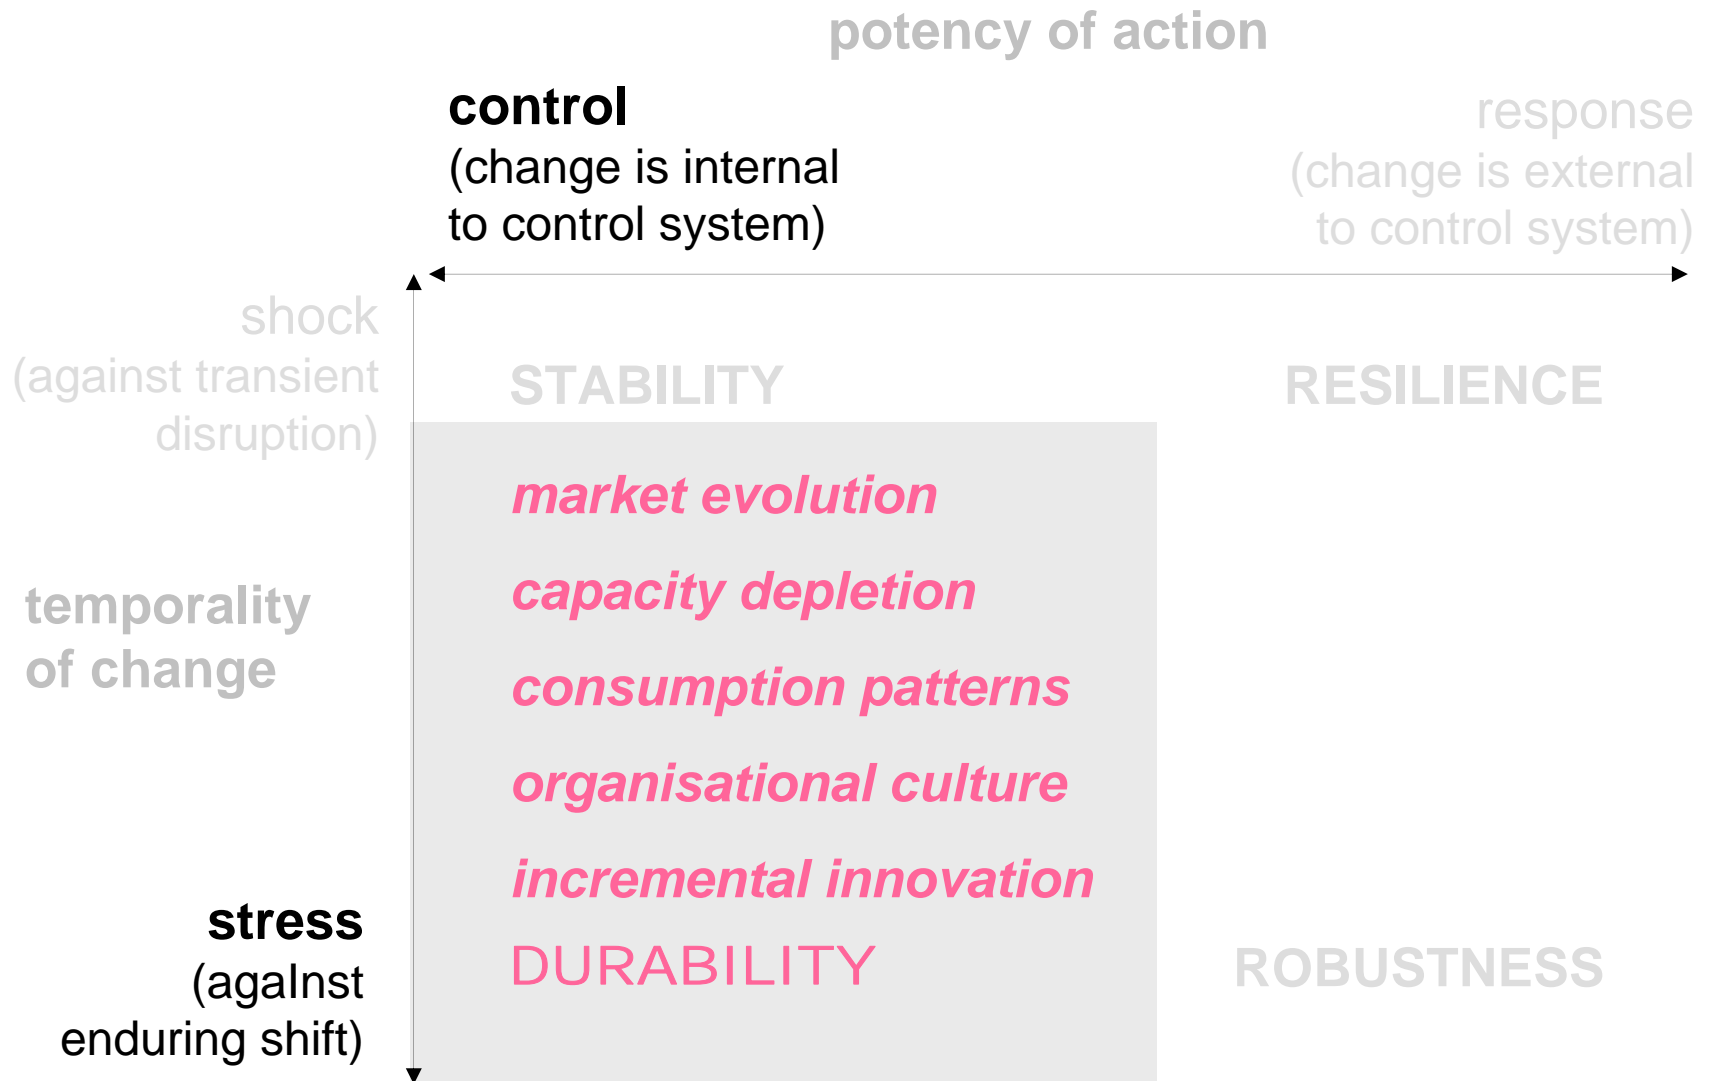 potency of action
control
(change is internal
to control system)
response
(change is external
to control system)
shock
(against transient
disruption)
STABILITY
RESILIENCE
market evolution
capacity depletion
temporality
of change
consumption patterns
organisational culture
incremental innovation
stress
(agaInst
enduring shift)
DURABILITY
ROBUSTNESS